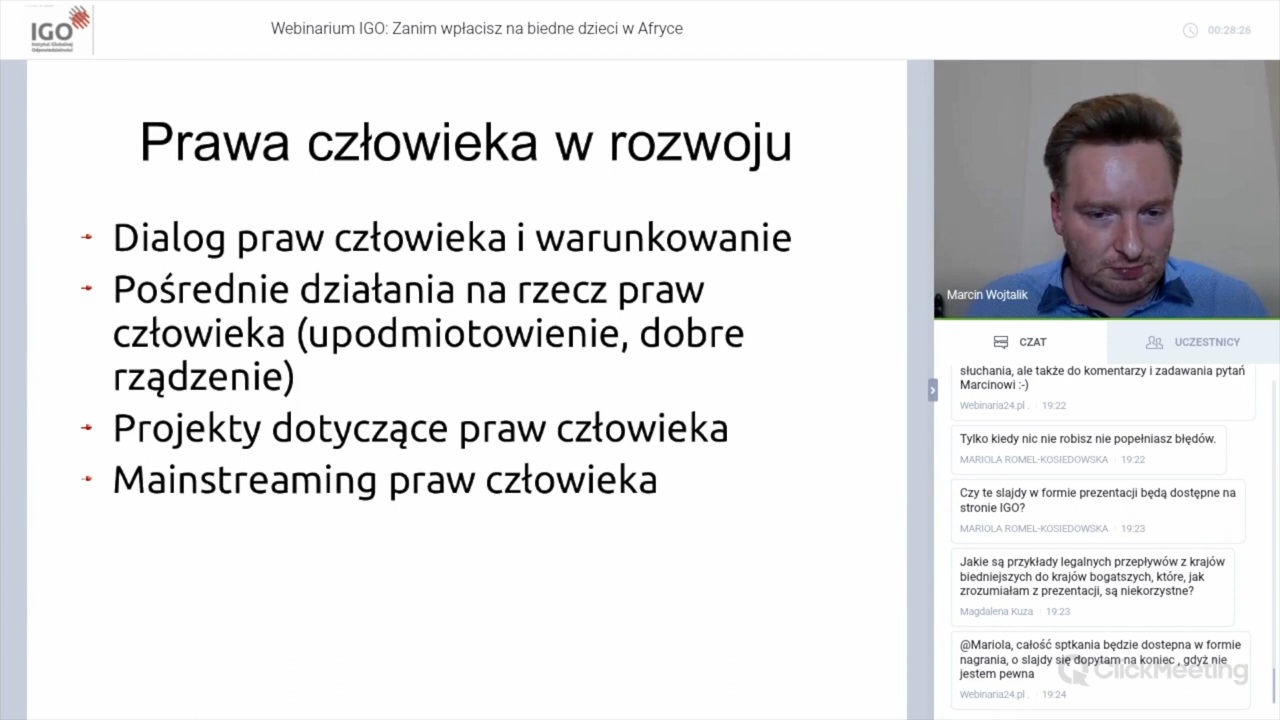 IGO
Instytut Globalnej
Odpowiedzialności
Webinarium IGO: Zanim wpłacisz na biedne dzieci w Afryce
00:28:26
Prawa człowieka w rozwoju
Dialog praw człowieka i warunkowanie
Pośrednie działania na rzecz praw
człowieka (upodmiotowienie, dobre
rządzenie)
Projekty dotyczące praw człowieka
Mainstreaming praw człowieka
Marcin Wojtalik
CZAT
UCZESTNICY
słuchania, ale także do komentarzy i zadawania pytań
Marcinowi :-)
Webinaria24.pl . 19:22
Tylko kiedy nic nie robisz nie popełniasz błędów.
MARIOLA ROMEL-KOSIEDOWSKA 19:22
Czy te slajdy w formie prezentacji będą dostępne na
stronie IGO?
MARIOLA ROMEL-KOSIEDOWSKA 19:23
Jakie są przykłady legalnych przepływów z krajów
biedniejszych do krajów bogatszych, które, jak
zrozumiałam z prezentacji, są niekorzystne?
Magdalena Kuza 19:23
@Mariola, całość sptkania będzie dostepna w formie
nagrania, o slajdy się dopytam na koniec , gdyż nie
jestem pewna
Webinaria24.pl . 19:24
ClickMeeting